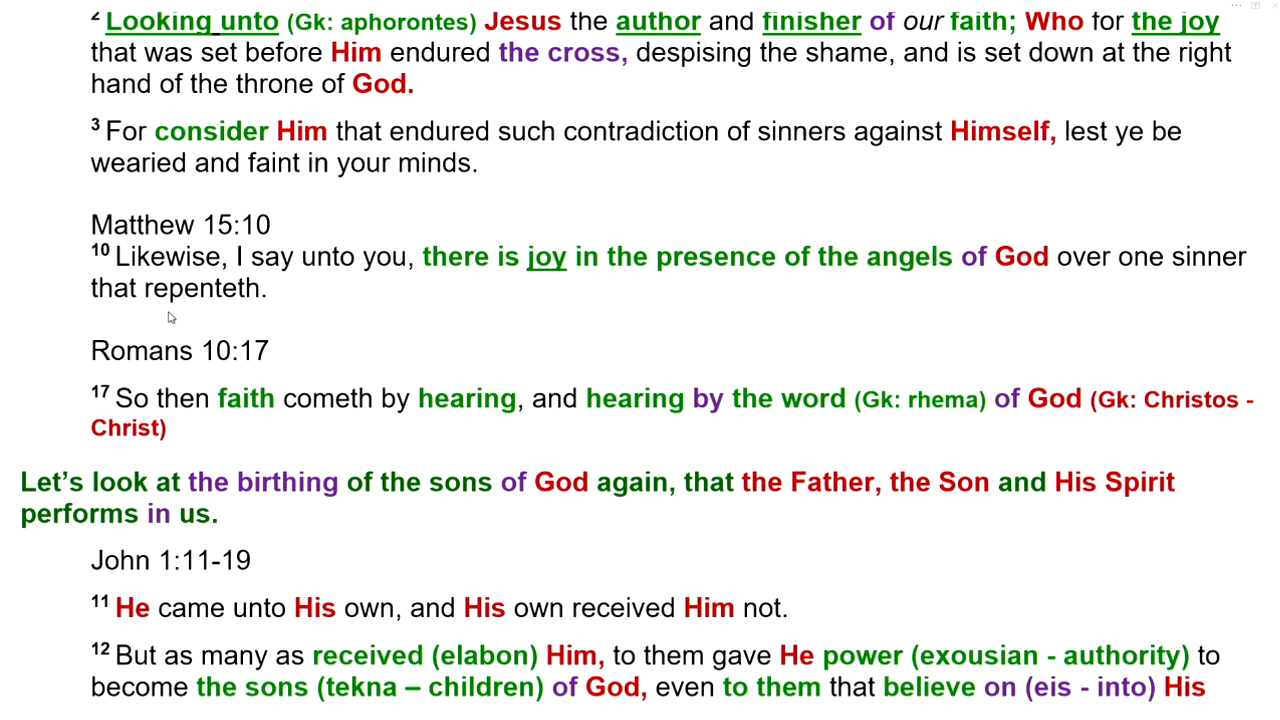 2 Looking unto (Gk: aphorontes) Jesus the author and finisher of our faith; Who for the joy
that was set before Him endured the cross, despising the shame, and is set down at the right
hand of the throne of God.
3 For consider Him that endured such contradiction of sinners against Himself, lest ye be
wearied and faint in your minds.
Matthew 15:10
10 Likewise, I say unto you, there is joy in the presence of the angels of God over one sinner
that repenteth.
Romans 10:17
17 So then faith cometh by hearing, and hearing by the word (Gk: rhema) of God (Gk: Christos -
Christ)
Let’s look at the birthing of the sons of God again, that the Father, the Son and His Spirit
performs in us.
John 1:11-19
11 He came unto His own, and His own received Him not.
12 But as many as received (elabon) Him, to them gave He power (exousian - authority) to
become the sons (tekna – children) of God, even to them that believe on (eis - into) His